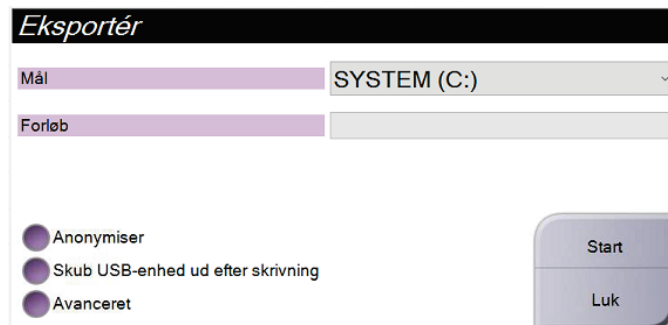 Eksportér
Mål
SYSTEM (C:)
Forløb
Anonymiser
Skub USB-enhed ud efter skrivning
Avanceret
Start
Luk